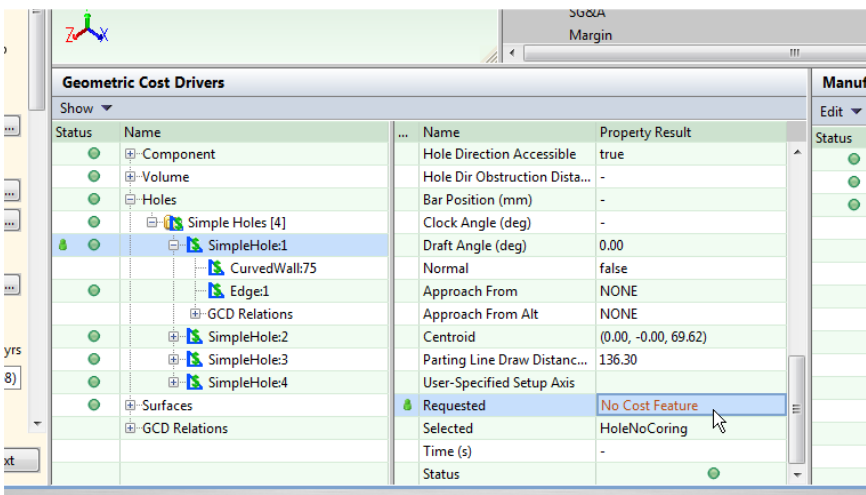 SG&A
Z X
Margin
Geometric Cost Drivers
Manuf
Show
Edit
Status Name ... Name Property Result
Status
Component Hole Direction Accessible true
Volume Hole Dir Obstruction Dista... -
Holes Bar Position (mm) -
Simple Holes [4] Clock Angle (deg) -
SimpleHole:1 Draft Angle (deg) 0.00
CurvedWall:75 Normal false
Edge:1 Approach From NONE
GCD Relations Approach From Alt NONE
SimpleHole:2 Centroid (0.00, -0.00, 69.62)
yrs
SimpleHole:3 Parting Line Draw Distanc... 136.30
8)
SimpleHole:4 User-Specified Setup Axis
Surfaces Requested No Cost Feature
GCD Relations Selected HoleNoCoring
xt
Time (s) -
Status